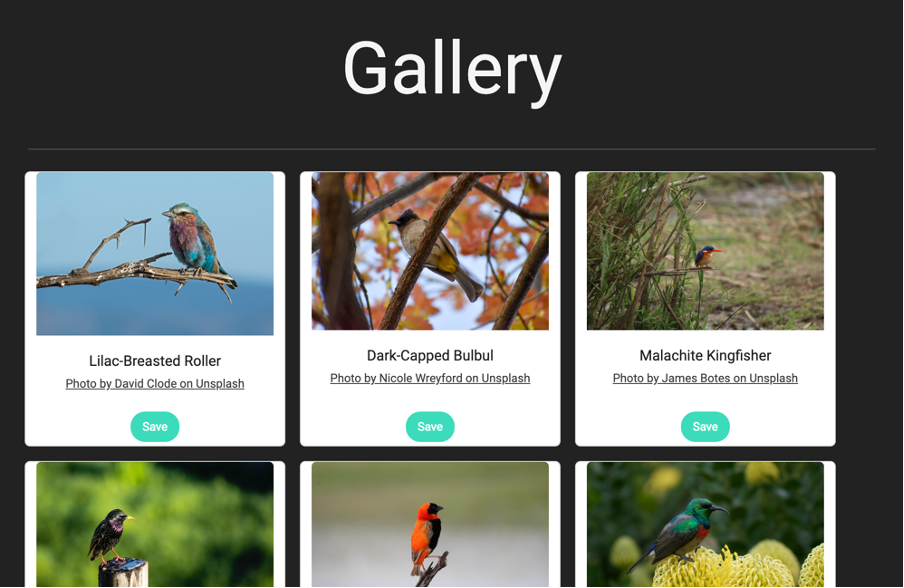 Gallery
Lilac-Breasted Roller
Photo by David Clode on Unsplash
Save
Dark-Capped Bulbul
Photo by Nicole Wreyford on Unsplash
Save
Malachite Kingfisher
Photo by James Botes on Unsplash
Save